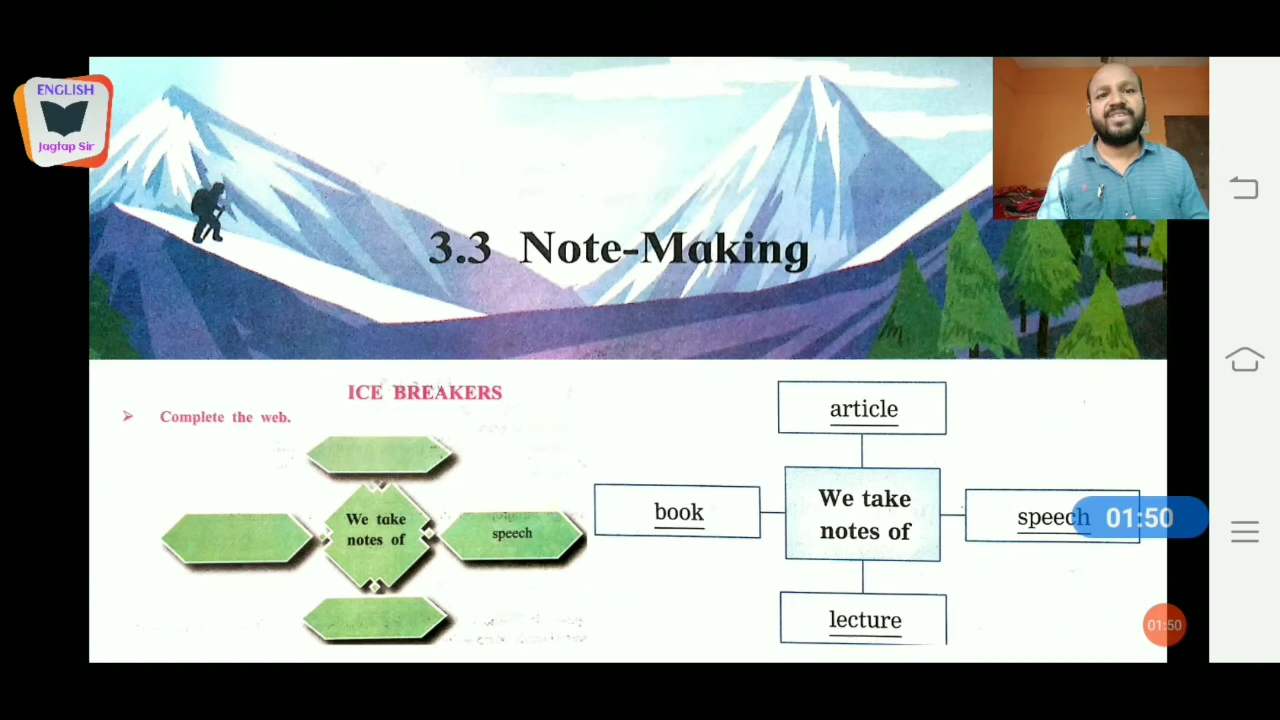 ENGLISH
Jagtap Sir
3.3 Note-Making
ICE BREAKERS
➤ Complete the web.
We take
notes of
speech
article
book
We take
notes of
speech
lecture
01:50
01:50